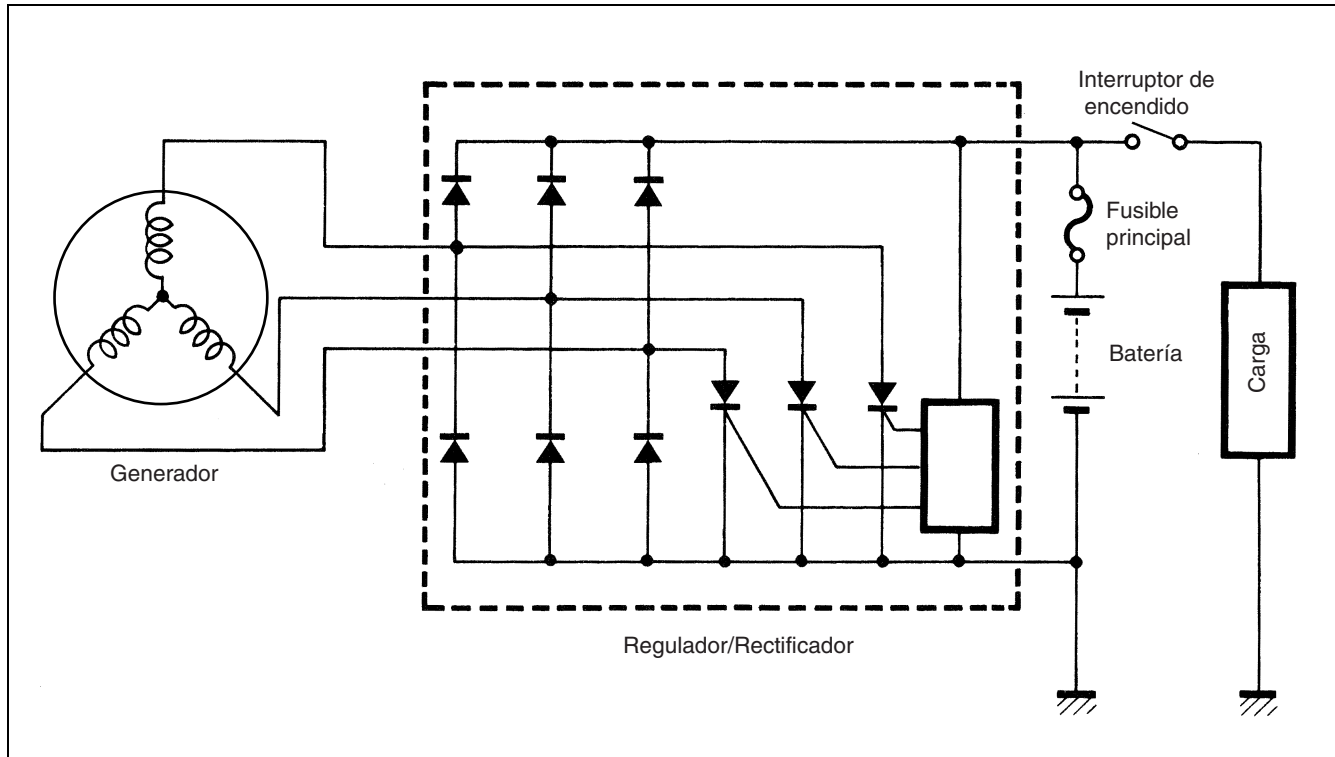 Interruptor de
encendido
Fusible
principal
Batería
Carga
Generador
Regulador/Rectificador